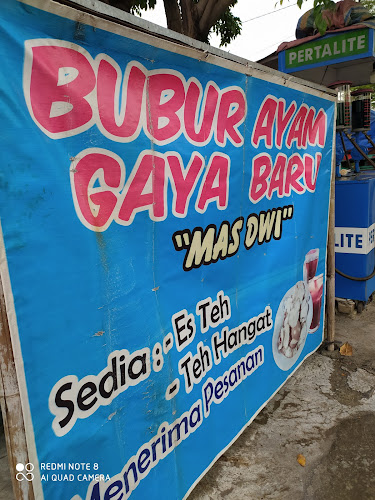 PERTALITE
BUBUR AYAM
GAYA BARU
"MAS DWI"
Sedia : - Es Teh
- Teh Hangat
Menerima Pesanan
LITE
REDMI NOTE 8
AI QUAD CAMERA